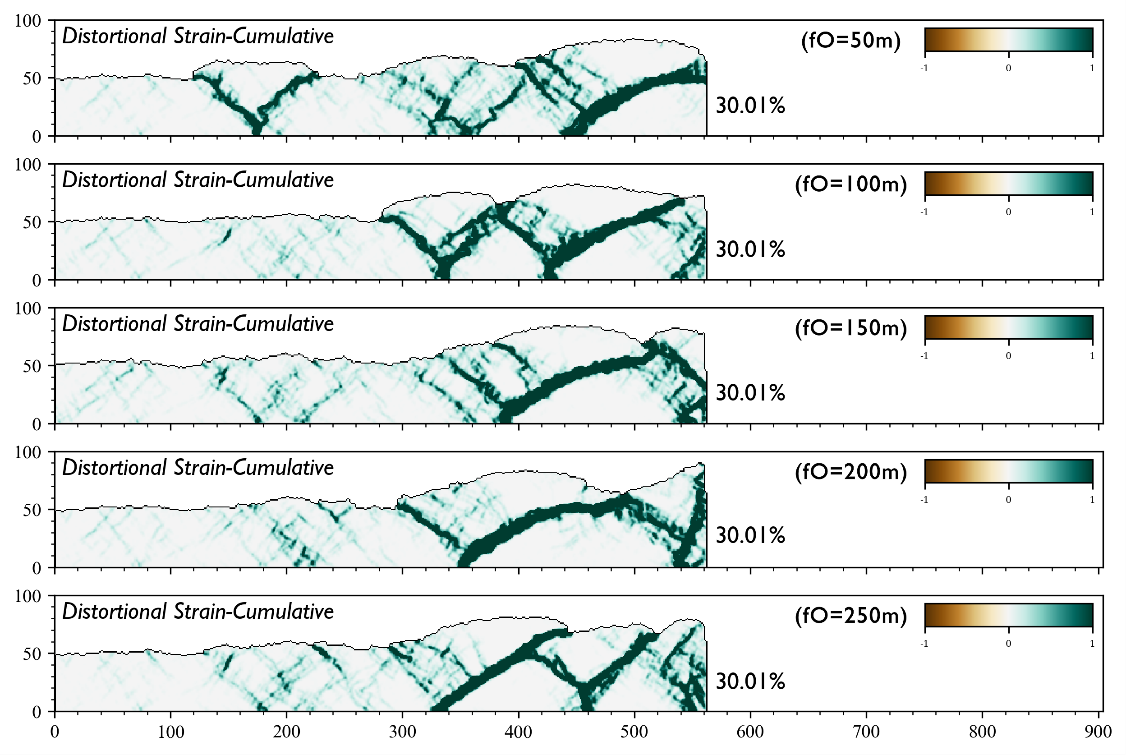 100
Distortional Strain-Cumulative
(fO=50m)
50
-1 0 1
30.01%
0
100
Distortional Strain-Cumulative
(fO=100m)
50
-1 0 1
30.01%
0
100
Distortional Strain-Cumulative
(fO=150m)
50
-1 0 1
30.01%
0
100
Distortional Strain-Cumulative
(fO=200m)
50
-1 0 1
30.01%
0
100
Distortional Strain-Cumulative
(fO=250m)
50
-1 0 1
30.01%
0
0 100 200 300 400 500 600 700 800 900